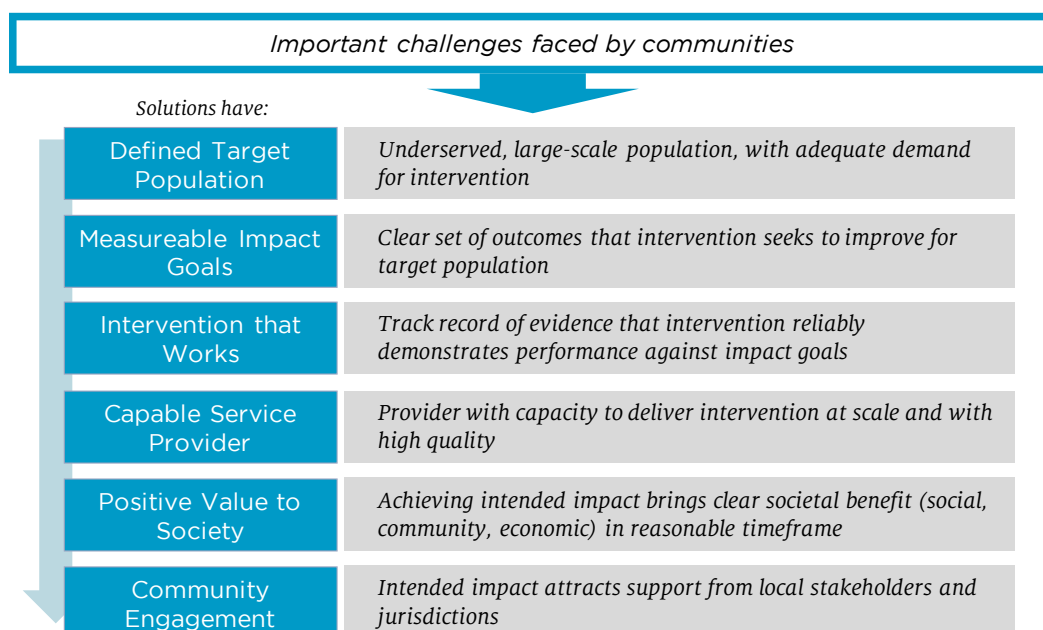 Important challenges faced by communities
Solutions have:
Defined Target
Population
Underserved, large-scale population, with adequate demand
for intervention
Measureable Impact
Goals
Clear set of outcomes that intervention seeks to improve for
target population
Intervention that
Works
Track record of evidence that intervention reliably
demonstrates performance against impact goals
Capable Service
Provider
Provider with capacity to deliver intervention at scale and with
high quality
Positive Value to
Society
Achieving intended impact brings clear societal benefit (social,
community, economic) in reasonable timeframe
Community
Engagement
Intended impact attracts support from local stakeholders and
jurisdictions